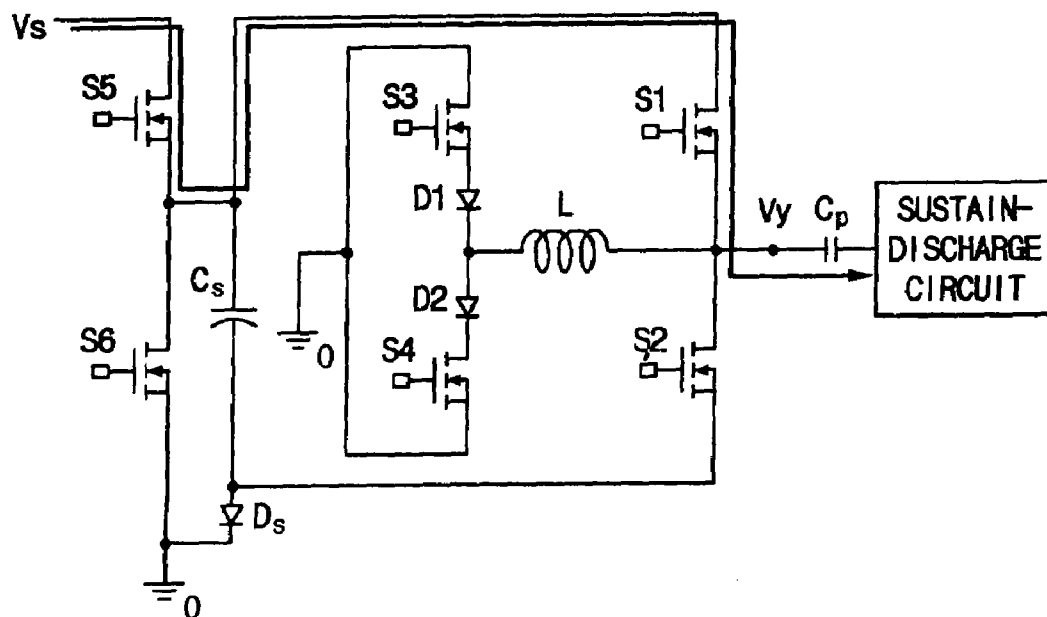 Vs
S5
S3
S1
D1
L
Vy
Cp
SUSTAIN-
DISCHARGE
CIRCUIT
Cs
D2
0
S6
S4
S2
Ds
0